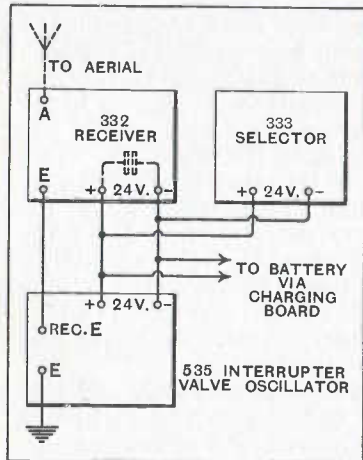 TO AERIAL
A
332
RECEIVER
E
+ 24V. -
333
SELECTOR
+ 24V. -
TO BATTERY
VIA
CHARGING
BOARD
+ 24V. -
REC. E
E
535 INTERRUPTER
VALVE OSCILLATOR